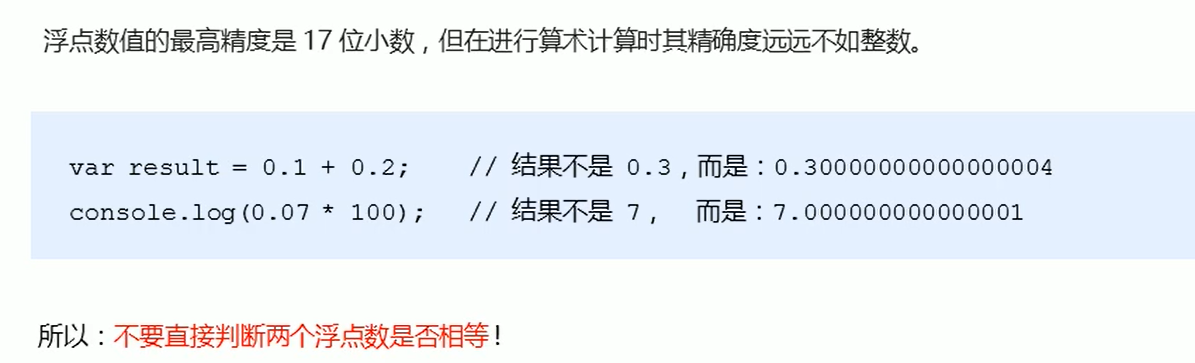 浮点数值的最高精度是 17 位小数，但在进行算术计算时其精确度远远不如整数。
var result = 0.1 + 0.2; // 结果不是 0.3，而是：0.30000000000000004
console.log(0.07 * 100); // 结果不是 7， 而是：7.000000000000001
所以：不要直接判断两个浮点数是否相等！